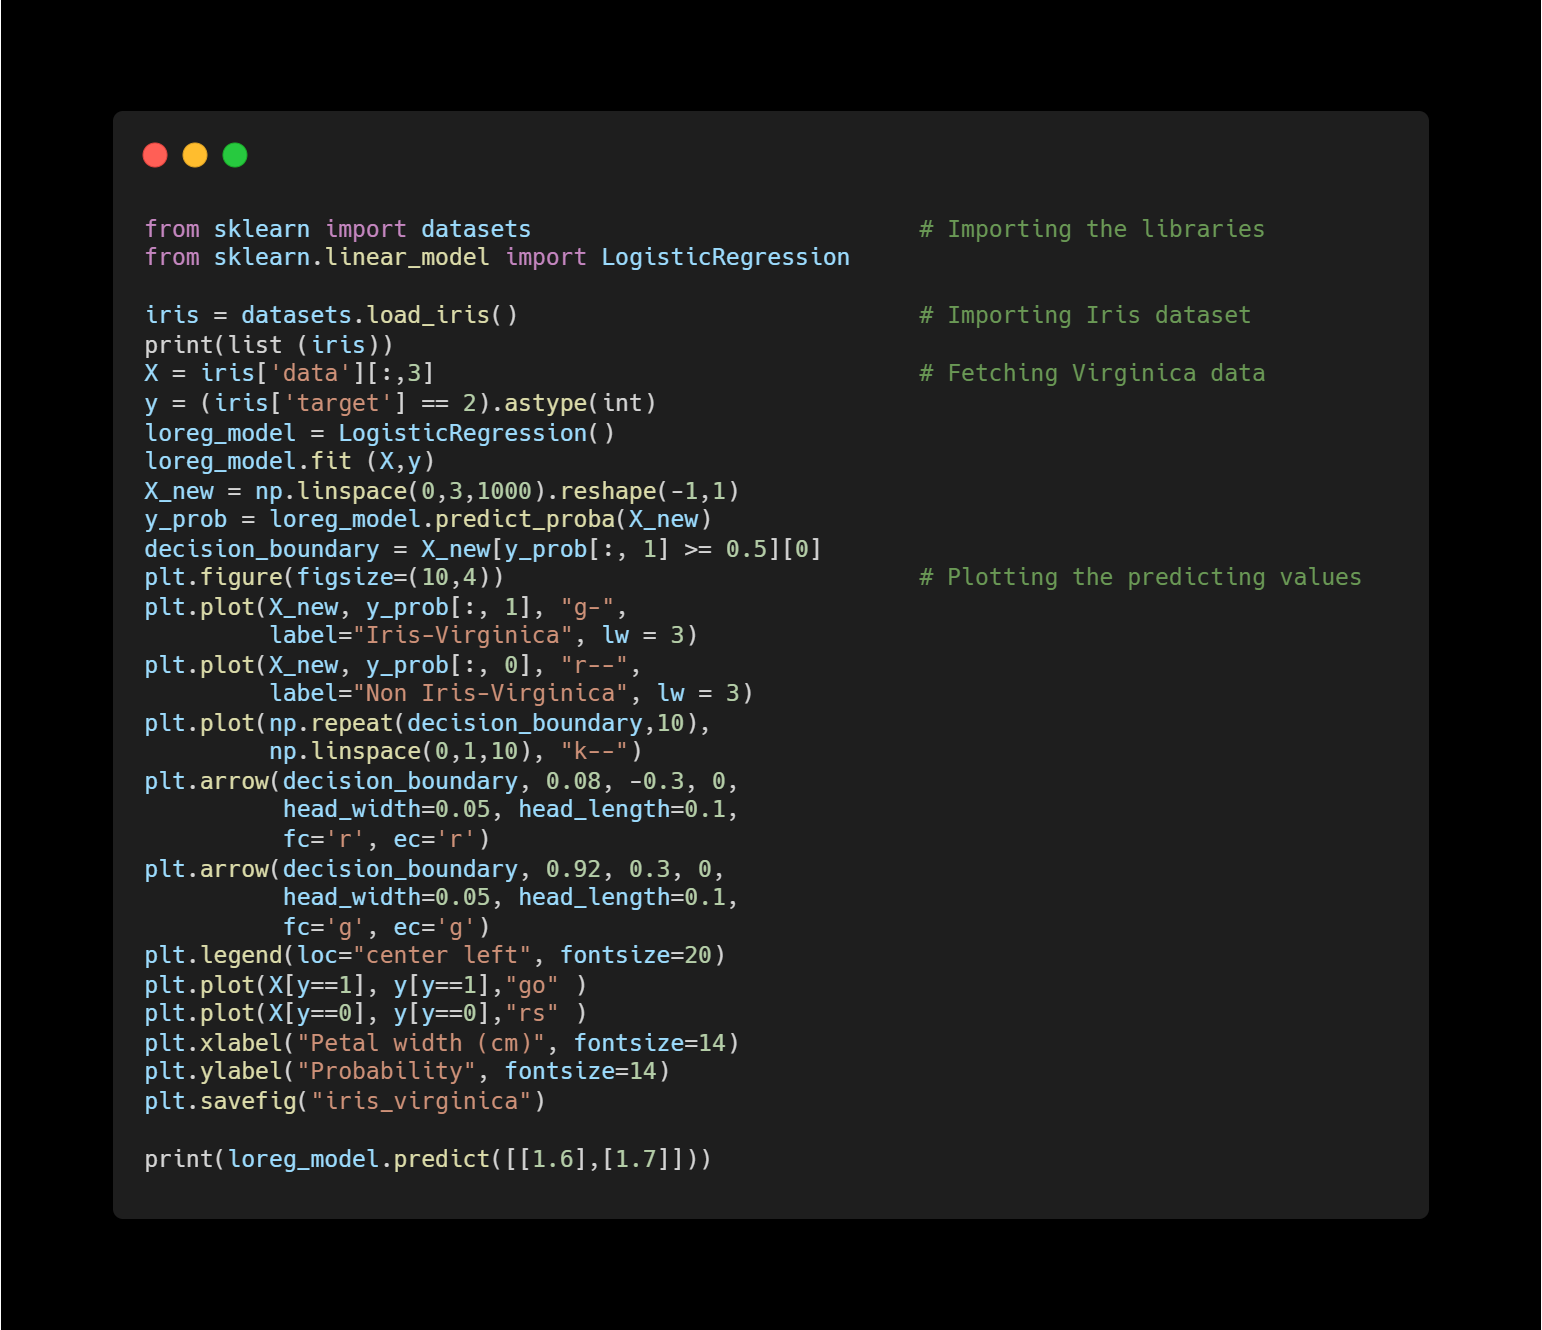 from sklearn import datasets                            # Importing the libraries
from sklearn.linear_model import LogisticRegression

iris = datasets.load_iris()                             # Importing Iris dataset
print(list (iris))
X = iris['data'][:,3]                                   # Fetching Virginica data
y = (iris['target'] == 2).astype(int)
loreg_model = LogisticRegression()
loreg_model.fit (X,y)
X_new = np.linspace(0,3,1000).reshape(-1,1)
y_prob = loreg_model.predict_proba(X_new)
decision_boundary = X_new[y_prob[:, 1] >= 0.5][0]
plt.figure(figsize=(10,4))                              # Plotting the predicting values
plt.plot(X_new, y_prob[:, 1], "g-",
         label="Iris-Virginica", lw = 3)
plt.plot(X_new, y_prob[:, 0], "r--",
         label="Non Iris-Virginica", lw = 3)
plt.plot(np.repeat(decision_boundary,10),
         np.linspace(0,1,10), "k--")
plt.arrow(decision_boundary, 0.08, -0.3, 0,
          head_width=0.05, head_length=0.1,
          fc='r', ec='r')
plt.arrow(decision_boundary, 0.92, 0.3, 0,
          head_width=0.05, head_length=0.1,
          fc='g', ec='g')
plt.legend(loc="center left", fontsize=20)
plt.plot(X[y==1], y[y==1],"go" )
plt.plot(X[y==0], y[y==0],"rs" )
plt.xlabel("Petal width (cm)", fontsize=14)
plt.ylabel("Probability", fontsize=14)
plt.savefig("iris_virginica")

print(loreg_model.predict([[1.6],[1.7]]))